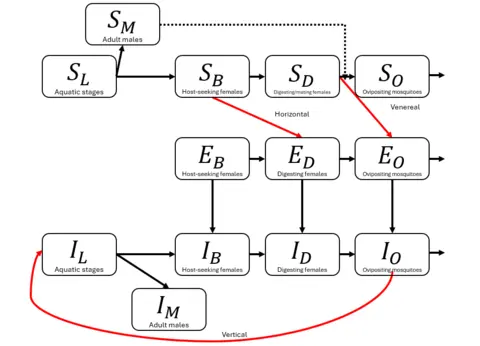 S_M
Adult males
S_L
Aquatic stages
S_B
Host-seeking females
S_D
Digesting/mating females
S_O
Ovipositing mosquitoes
Venereal
Horizontal
E_B
Host-seeking females
E_D
Digesting females
E_O
Ovipositing mosquitoes
I_L
Aquatic stages
I_B
Host-seeking females
I_D
Digesting females
I_O
Ovipositing mosquitoes
I_M
Adult males
Vertical